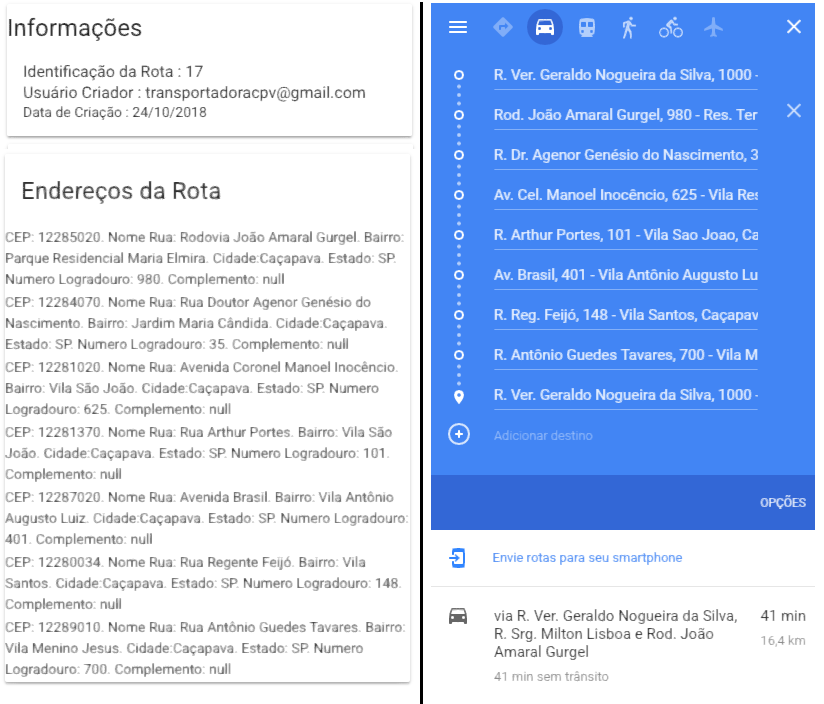 Informações
Identificação da Rota : 17
Usuário Criador : transportadoracpv@gmail.com
Data de Criação : 24/10/2018
Endereços da Rota
CEP: 12285020. Nome Rua: Rodovia João Amaral Gurgel. Bairro:
Parque Residencial Maria Elmira. Cidade:Caçapava. Estado: SP.
Numero Logradouro: 980. Complemento: null
CEP: 12284070. Nome Rua: Rua Doutor Agenor Genésio do
Nascimento. Bairro: Jardim Maria Cândida. Cidade:Caçapava.
Estado: SP. Numero Logradouro: 35. Complemento: null
CEP: 12281020. Nome Rua: Avenida Coronel Manoel Inocêncio.
Bairro: Vila São João. Cidade:Caçapava. Estado: SP. Numero
Logradouro: 625. Complemento: null
CEP: 12281370. Nome Rua: Rua Arthur Portes. Bairro: Vila São
João. Cidade:Caçapava. Estado: SP. Numero Logradouro: 101.
Complemento: null
CEP: 12287020. Nome Rua: Avenida Brasil. Bairro: Vila Antônio
Augusto Luiz. Cidade:Caçapava. Estado: SP. Numero Logradouro:
401. Complemento: null
CEP: 12280034. Nome Rua: Rua Regente Feijó. Bairro: Vila
Santos. Cidade:Caçapava. Estado: SP. Numero Logradouro: 148.
Complemento: null
CEP: 12289010. Nome Rua: Rua Antônio Guedes Tavares. Bairro:
Vila Menino Jesus. Cidade:Caçapava. Estado: SP. Numero
Logradouro: 700. Complemento: null
R. Ver. Geraldo Nogueira da Silva, 1000 -
Rod. João Amaral Gurgel, 980 - Res. Ter
R. Dr. Agenor Genésio do Nascimento, 3
Av. Cel. Manoel Inocêncio, 625 - Vila Res
R. Arthur Portes, 101 - Vila Sao Joao, Ca
Av. Brasil, 401 - Vila Antônio Augusto Lu
R. Reg. Feijó, 148 - Vila Santos, Caçapav
R. Antônio Guedes Tavares, 700 - Vila M
R. Ver. Geraldo Nogueira da Silva, 1000 -
Adicionar destino
OPÇÕES
Envie rotas para seu smartphone
via R. Ver. Geraldo Nogueira da Silva, 41 min
R. Srg. Milton Lisboa e Rod. João 16,4 km
Amaral Gurgel
41 min sem trânsito